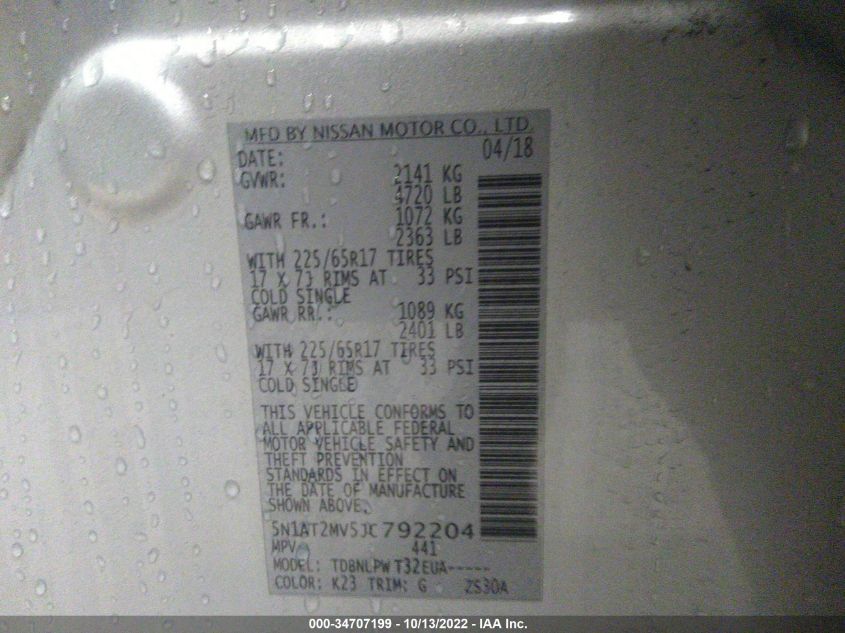 MFD BY NISSAN MOTOR CO., LTD.
DATE: 04/18
GVWR: 2141 KG
4720 LB
GAWR FR.: 1072 KG
2363 LB
WITH 225/65R17 TIRES
17 X 7J RIMS AT 33 PSI
COLD SINGLE
GAWR RR.: 1089 KG
2401 LB
WITH 225/65R17 TIRES
17 X 7J RIMS AT 33 PSI
COLD SINGLE
THIS VEHICLE CONFORMS TO
ALL APPLICABLE FEDERAL
MOTOR VEHICLE SAFETY AND
THEFT PREVENTION
STANDARDS IN EFFECT ON
THE DATE OF MANUFACTURE
SHOWN ABOVE.
5N1AT2MV5JC792204
MPV 441
MODEL: TDBNLPWT32EUA-----
COLOR: K23 TRIM: G ZS30A
000-34707199 - 10/13/2022 - IAA Inc.